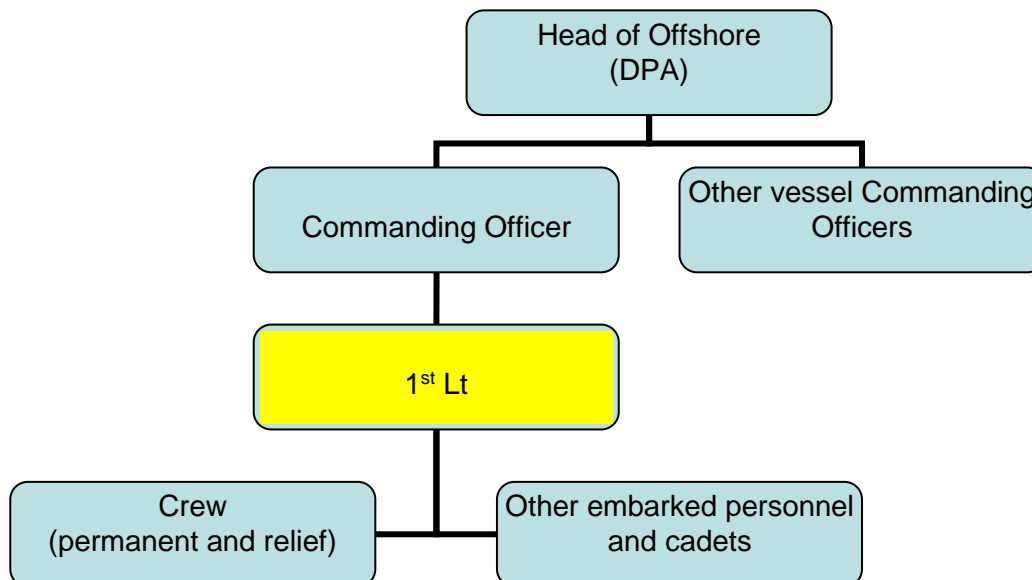 Head of Offshore
(DPA)
Commanding Officer
Other vessel Commanding
Officers
1st Lt
Crew
(permanent and relief)
Other embarked personnel
and cadets